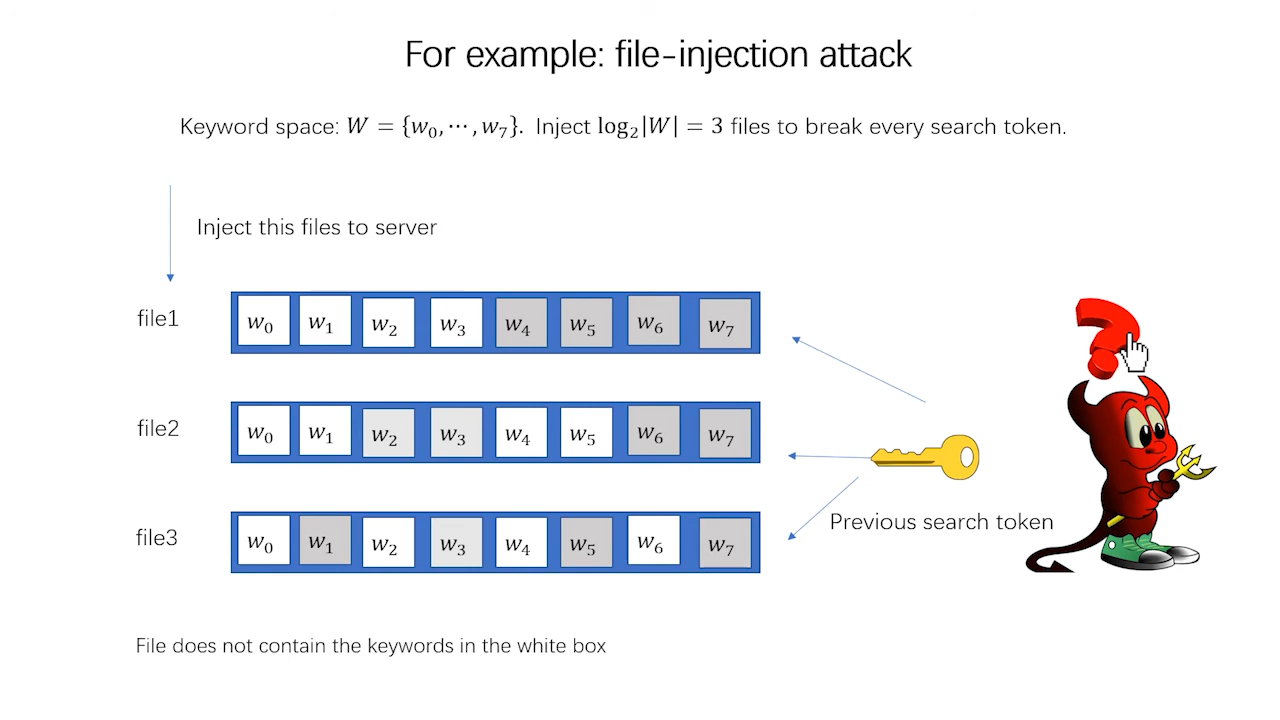 For example: file-injection attack
Keyword space: W = {w₀, ⋯, w₇}. Inject log₂|W| = 3 files to break every search token.
Inject this files to server
file1 w₀ w₁ w₂ w₃ w₄ w₅ w₆ w₇
file2 w₀ w₁ w₂ w₃ w₄ w₅ w₆ w₇
Previous search token
file3 w₀ w₁ w₂ w₃ w₄ w₅ w₆ w₇
File does not contain the keywords in the white box